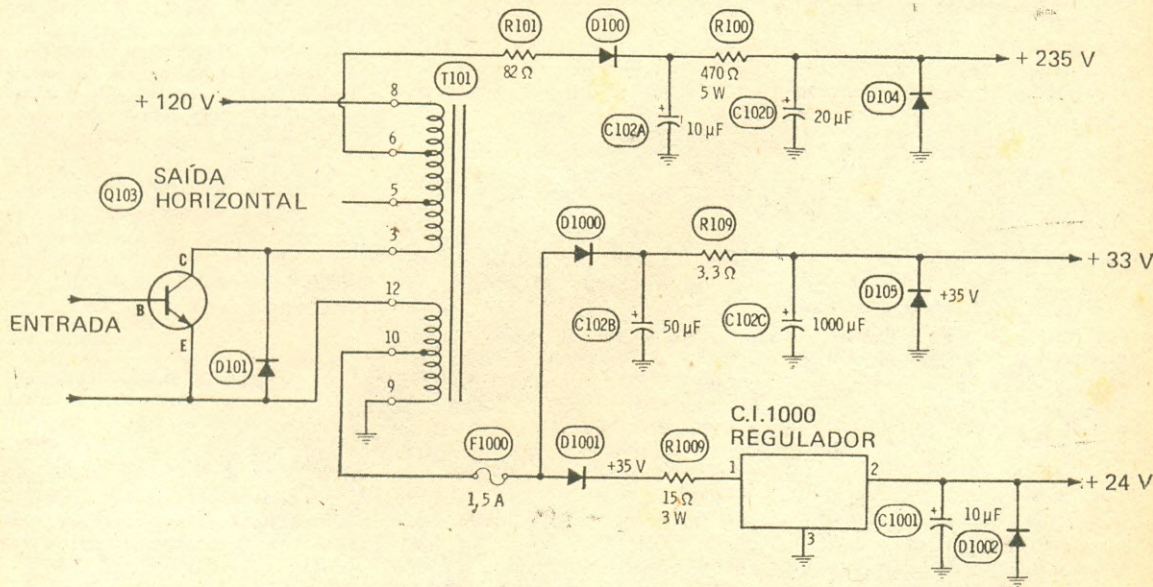 R101
D100
R100
82 Ω
470 Ω
5 W
+ 235 V
T101
+ 120 V
8
C102A
10 µF
C102D
20 µF
D104
6
Q103
SAÍDA
HORIZONTAL
5
3
D1000
R109
3,3 Ω
+ 33 V
C
B
E
ENTRADA
D101
12
10
9
C102B
50 µF
C102C
1000 µF
D105
+35 V
F1000
1,5 A
D1001
+35 V
R1009
15Ω
3 W
C.I.1000
REGULADOR
1
2
3
+ 24 V
C1001
10 µF
D1002